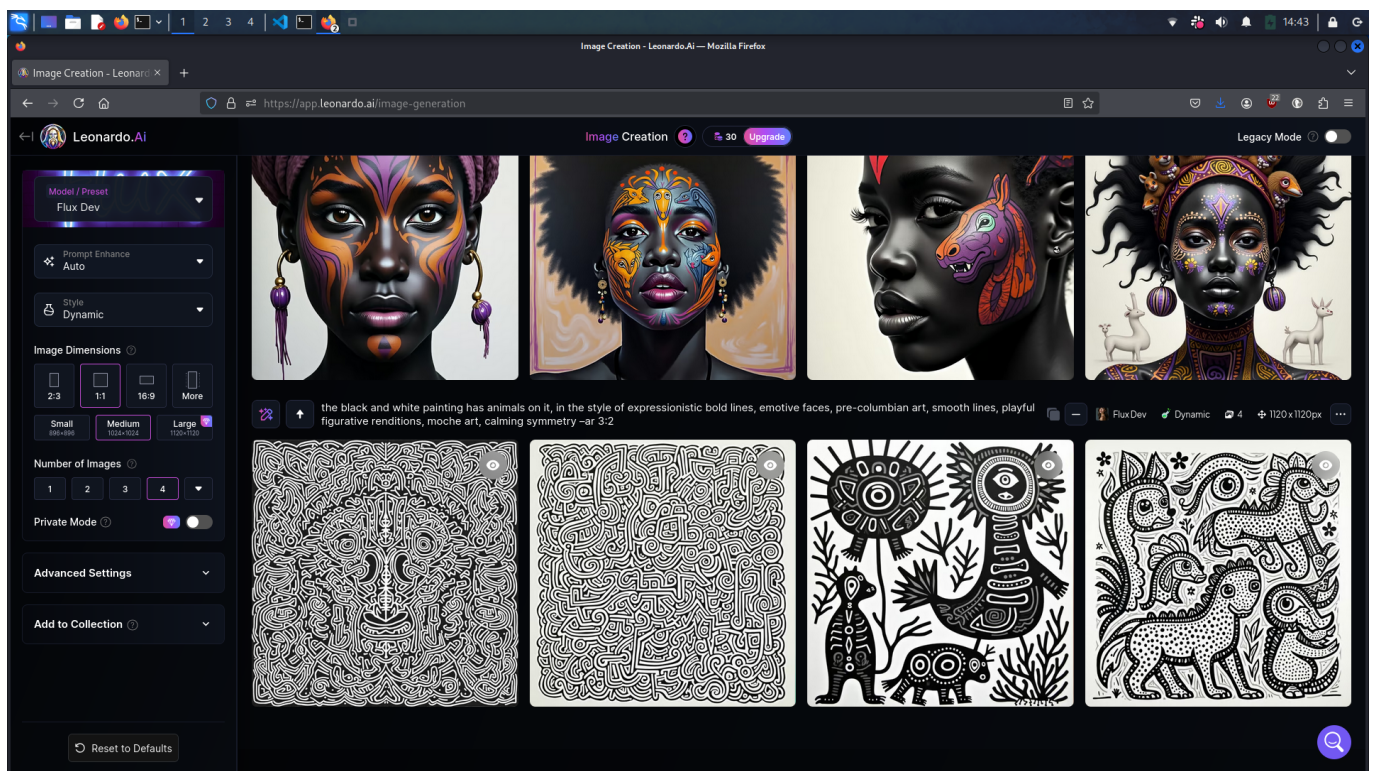 1 2 3 4
14:43
Image Creation - Leonardo.Ai — Mozilla Firefox
Image Creation - Leonard
https://app.leonardo.ai/image-generation
22
Leonardo.Ai
Image Creation ? 30 Upgrade
Legacy Mode ?
Model / Preset
Flux Dev
Prompt Enhance
Auto
Style
Dynamic
Image Dimensions ?
2:3 1:1 16:9 More
Small Medium Large
896×896 1024×1024 1120×1120
Number of Images ?
1 2 3 4
Private Mode ?
Advanced Settings
Add to Collection ?
Reset to Defaults
the black and white painting has animals on it, in the style of expressionistic bold lines, emotive faces, pre-columbian art, smooth lines, playful
figurative renditions, moche art, calming symmetry –ar 3:2
Flux Dev Dynamic 4 1120 x 1120px